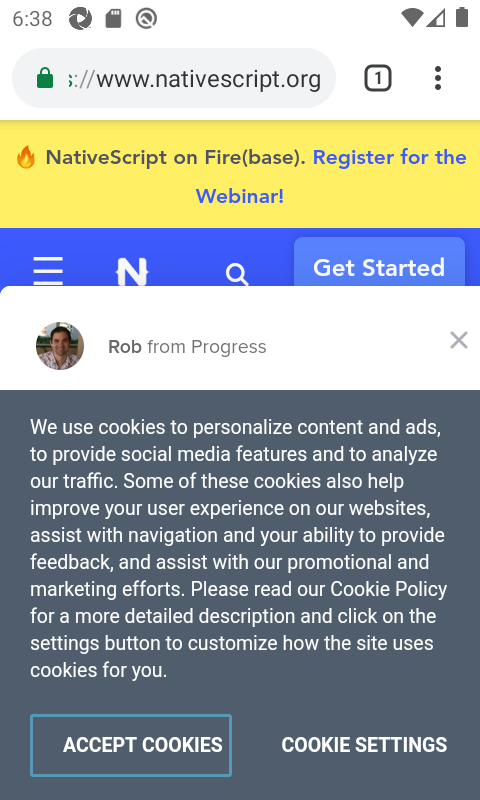 6:38
://www.nativescript.org
1
NativeScript on Fire(base). Register for the
Webinar!
N
Get Started
Rob from Progress
We use cookies to personalize content and ads,
to provide social media features and to analyze
our traffic. Some of these cookies also help
improve your user experience on our websites,
assist with navigation and your ability to provide
feedback, and assist with our promotional and
marketing efforts. Please read our Cookie Policy
for a more detailed description and click on the
settings button to customize how the site uses
cookies for you.
ACCEPT COOKIES
COOKIE SETTINGS